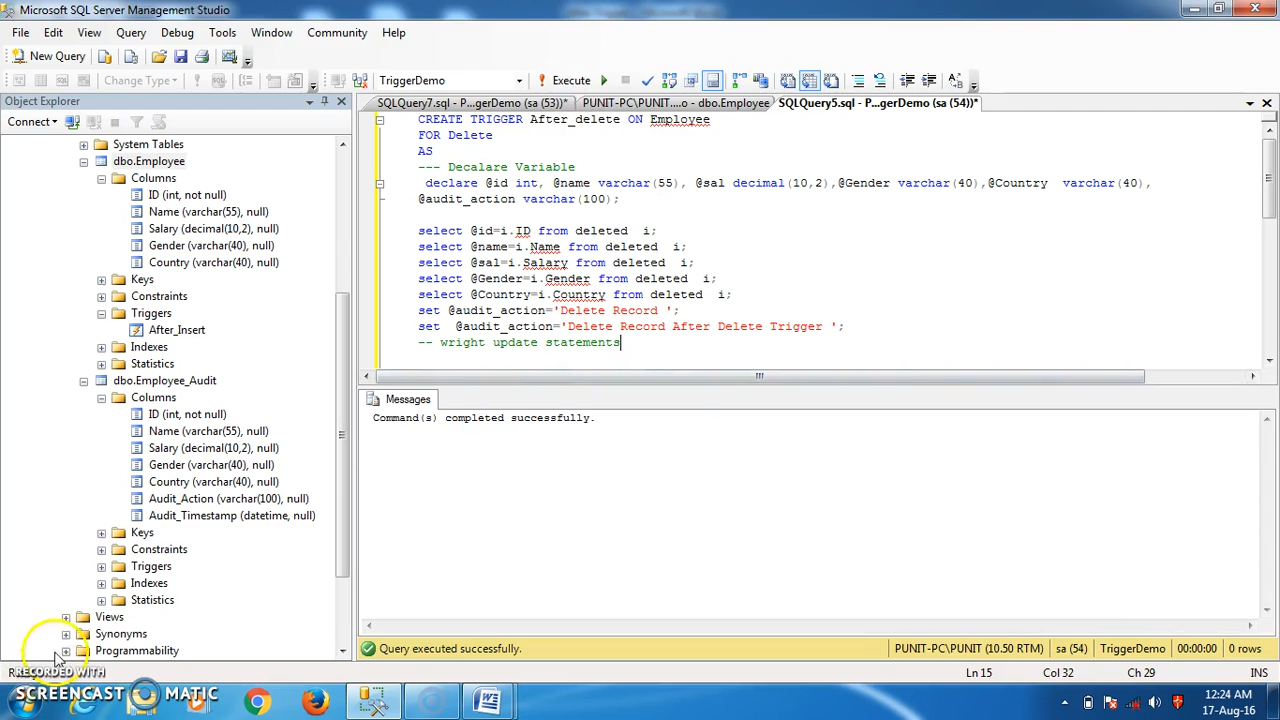 Microsoft SQL Server Management Studio
File Edit View Query Debug Tools Window Community Help
New Query
Change Type TriggerDemo Execute
Object Explorer
SQLQuery7.sql - P...gerDemo (sa (53))* PUNIT-PC\PUNIT....o - dbo.Employee SQLQuery5.sql - P...gerDemo (sa (54))*
Connect
System Tables
dbo.Employee
Columns
ID (int, not null)
Name (varchar(55), null)
Salary (decimal(10,2), null)
Gender (varchar(40), null)
Country (varchar(40), null)
Keys
Constraints
Triggers
After_Insert
Indexes
Statistics
dbo.Employee_Audit
Columns
ID (int, not null)
Name (varchar(55), null)
Salary (decimal(10,2), null)
Gender (varchar(40), null)
Country (varchar(40), null)
Audit_Action (varchar(100), null)
Audit_Timestamp (datetime, null)
Keys
Constraints
Triggers
Indexes
Statistics
Views
Synonyms
Programmability
CREATE TRIGGER After_delete ON Employee
FOR Delete
AS
--- Decalare Variable
declare @id int, @name varchar(55), @sal decimal(10,2),@Gender varchar(40),@Country varchar(40),
@audit_action varchar(100);
select @id=i.ID from deleted i;
select @name=i.Name from deleted i;
select @sal=i.Salary from deleted i;
select @Gender=i.Gender from deleted i;
select @Country=i.Country from deleted i;
set @audit_action='Delete Record ';
set @audit_action='Delete Record After Delete Trigger ';
-- wright update statements
Messages
Command(s) completed successfully.
Query executed successfully. PUNIT-PC\PUNIT (10.50 RTM) sa (54) TriggerDemo 00:00:00 0 rows
Ln 15 Col 32 Ch 29 INS
RECORDED WITH
SCREENCAST MATIC
12:24 AM
17-Aug-16